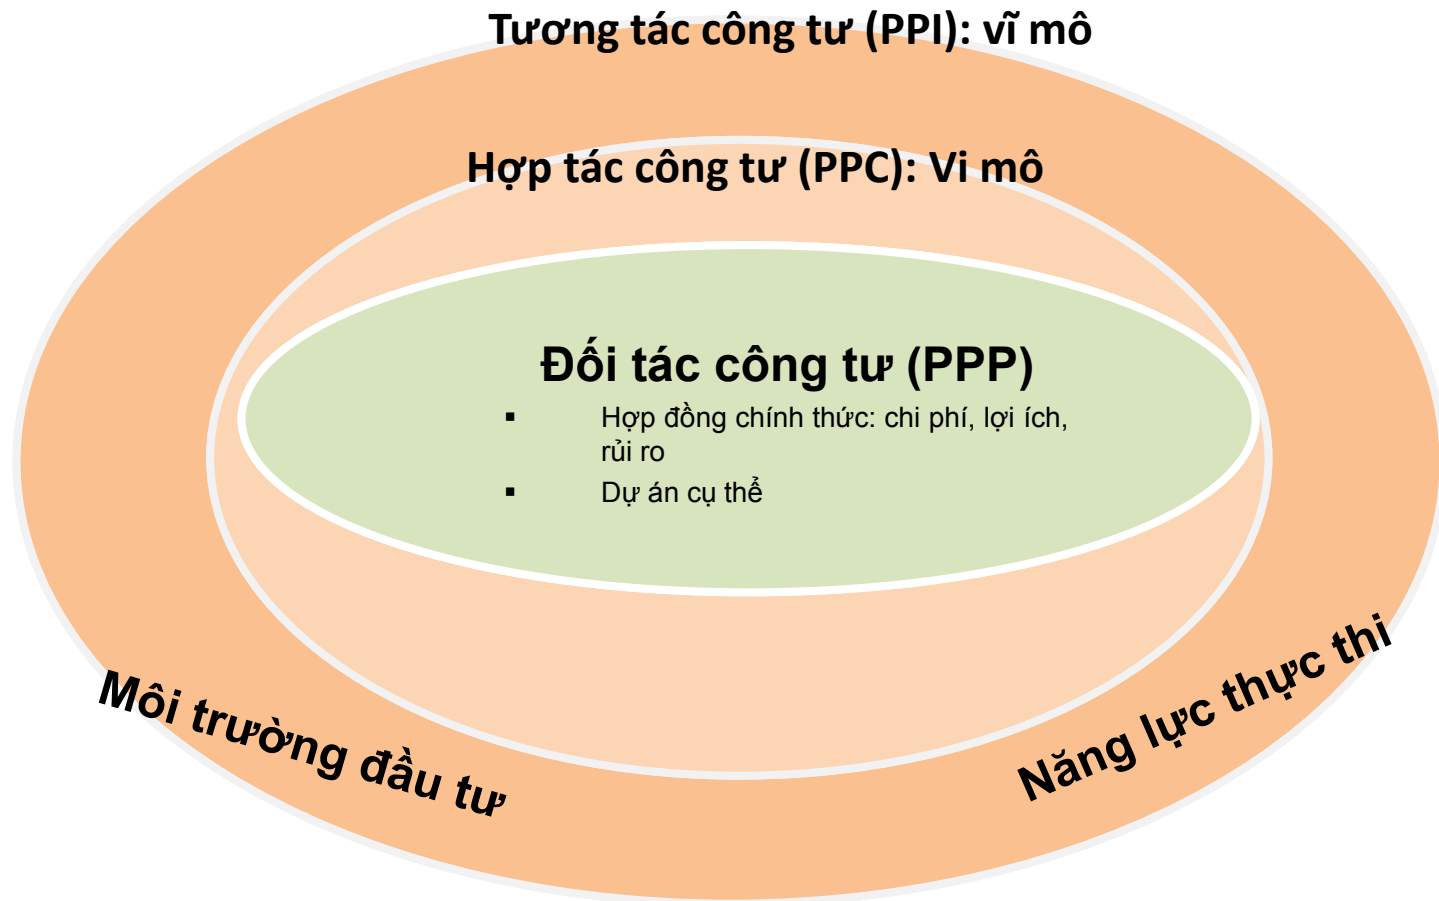 Tương tác công tư (PPI): vĩ mô
Hợp tác công tư (PPC): Vi mô
Đối tác công tư (PPP)
▪ Hợp đồng chính thức: chi phí, lợi ích,
rủi ro
▪ Dự án cụ thể
Môi trường đầu tư
Năng lực thực thi